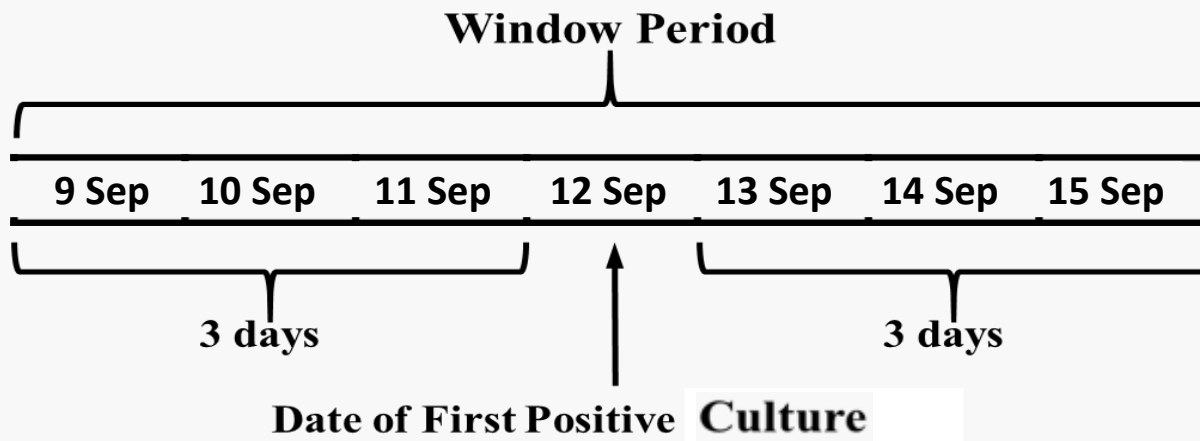 Window Period
9 Sep 10 Sep 11 Sep 12 Sep 13 Sep 14 Sep 15 Sep
3 days 3 days
Date of First Positive Culture